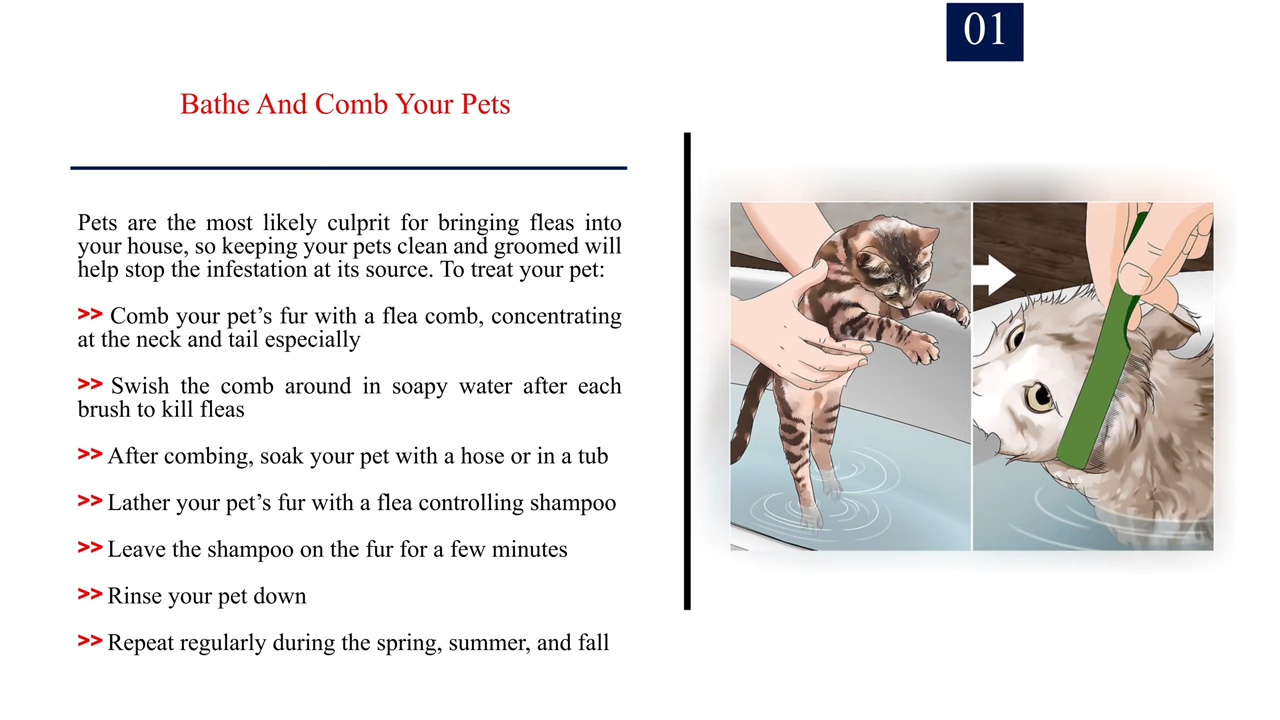 01
Bathe And Comb Your Pets
Pets are the most likely culprit for bringing fleas into
your house, so keeping your pets clean and groomed will
help stop the infestation at its source. To treat your pet:
>> Comb your pet’s fur with a flea comb, concentrating
at the neck and tail especially
>> Swish the comb around in soapy water after each
brush to kill fleas
>> After combing, soak your pet with a hose or in a tub
>> Lather your pet’s fur with a flea controlling shampoo
>> Leave the shampoo on the fur for a few minutes
>> Rinse your pet down
>> Repeat regularly during the spring, summer, and fall